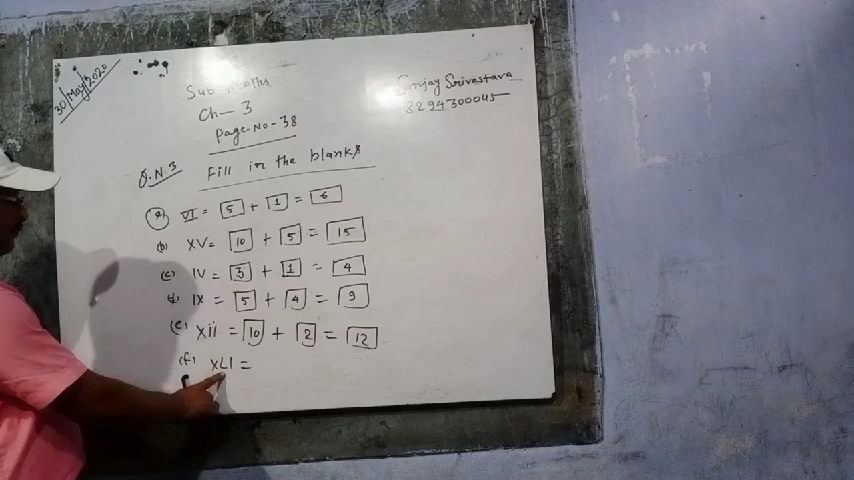 30/May/2020
Sub Maths
Ch- 3
Page-No-38
Sanjay Srivastava
8294300045
Q.N.3 Fill in the blanks
(a) VI = 5 + 1 = 6
(b) XV = 10 + 5 = 15
(c) IV = 3 + 1 = 4
(d) IX = 5 + 4 = 9
(e) XII = 10 + 2 = 12
(f) XLI =